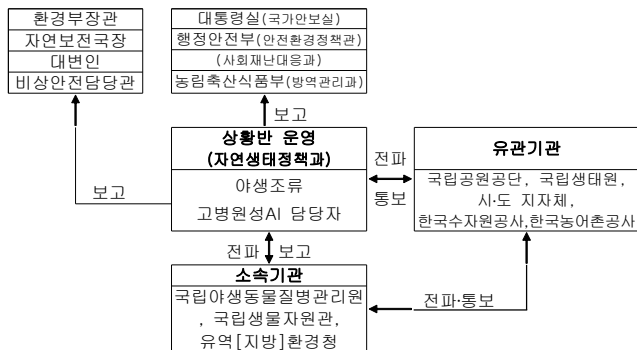 환경부장관
자연보전국장
대변인
비상안전담당관
대통령실(국가안보실)
행정안전부(안전환경정책관)
(사회재난대응과)
농림축산식품부(방역관리과)
보고
상황반 운영
(자연생태정책과)
야생조류
고병원성AI 담당자
보고
전파
통보
유관기관
국립공원공단, 국립생태원,
시·도 지자체,
한국수자원공사,한국농어촌공사
전파 보고
소속기관
국립야생동물질병관리원
, 국립생물자원관,
유역[지방]환경청
전파·통보